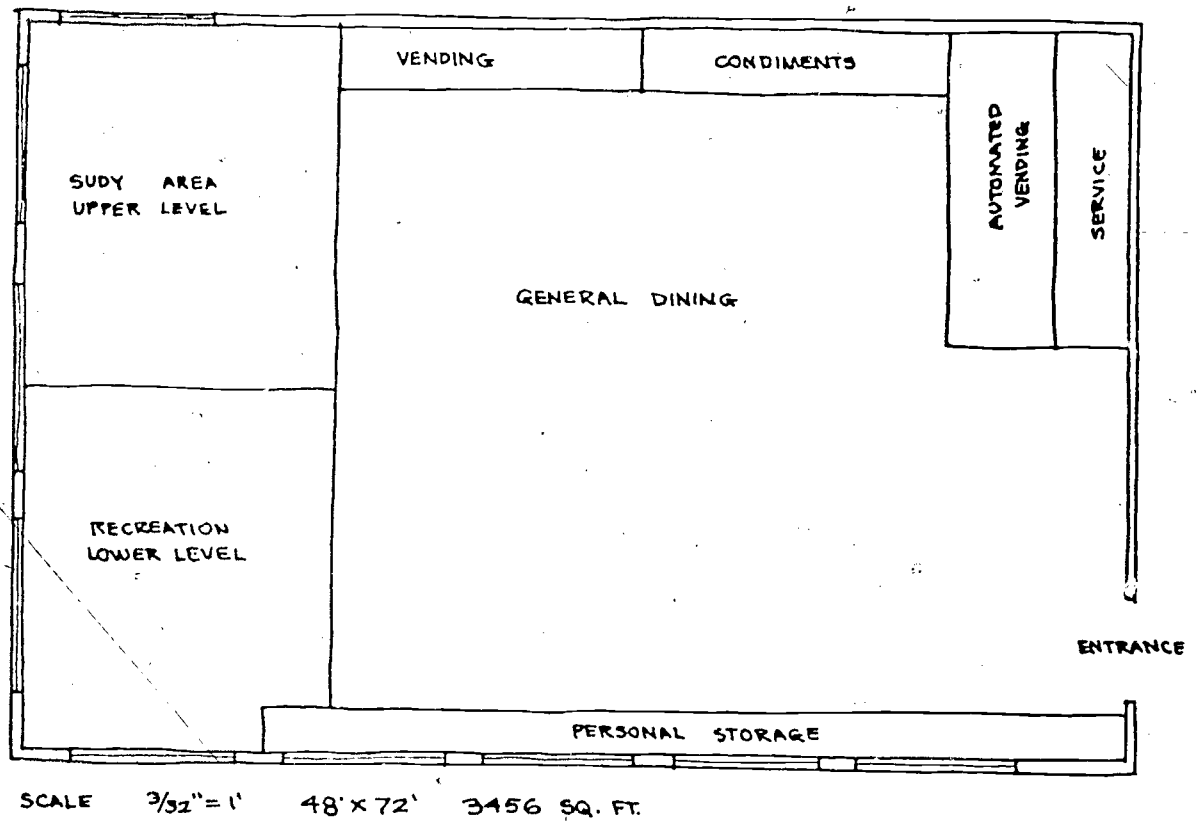 VENDING
CONDIMENTS
AUTOMATED
VENDING
SERVICE
SUDY AREA
UPPER LEVEL
GENERAL DINING
RECREATION
LOWER LEVEL
ENTRANCE
PERSONAL STORAGE
SCALE 3/32"=1' 48'X72' 3456 SQ. FT.